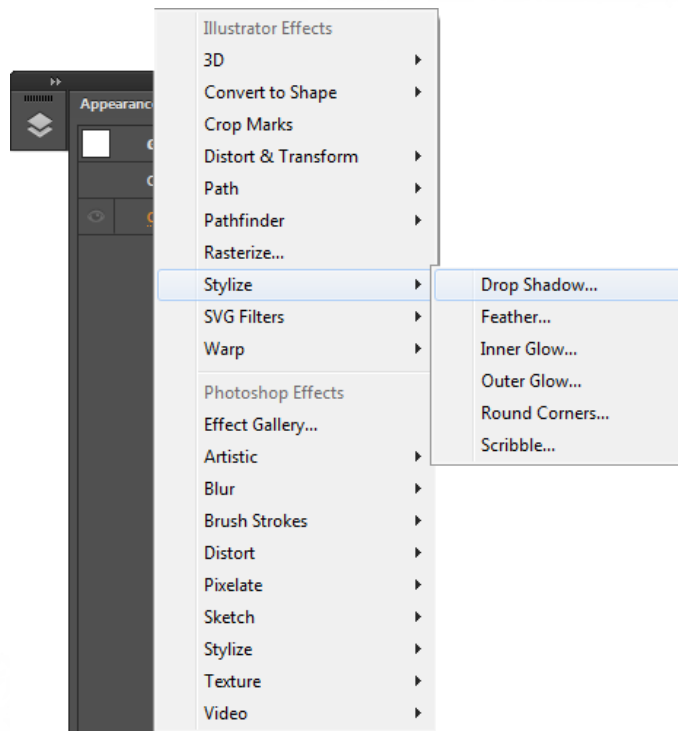 Illustrator Effects
3D
Convert to Shape
Crop Marks
Distort & Transform
Path
Pathfinder
Rasterize...
Stylize
SVG Filters
Warp
Photoshop Effects
Effect Gallery...
Artistic
Blur
Brush Strokes
Distort
Pixelate
Sketch
Stylize
Texture
Video
Drop Shadow...
Feather...
Inner Glow...
Outer Glow...
Round Corners...
Scribble...